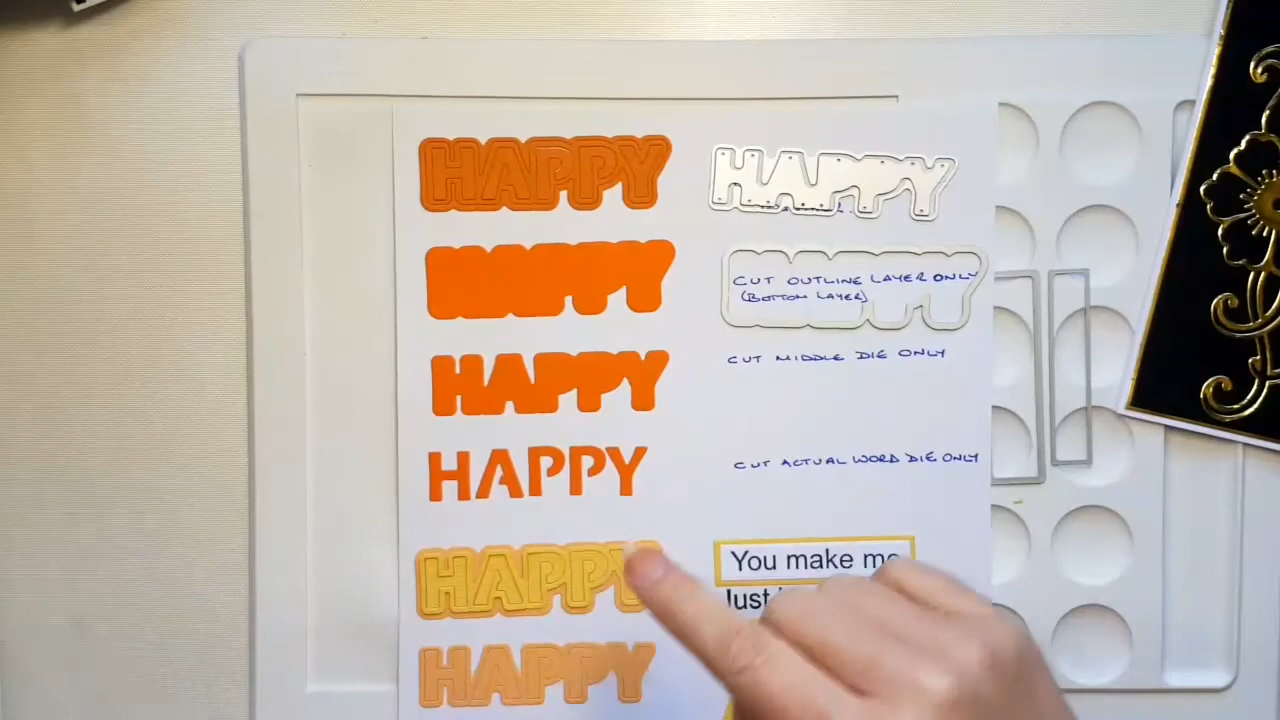 HAPPY
HAPPY
CUT OUTLINE LAYER ONLY
(BOTTOM LAYER)
HAPPY
CUT MIDDLE DIE ONLY
HAPPY
CUT ACTUAL WORD DIE ONLY
HAPPY
You make me
Just
HAPPY